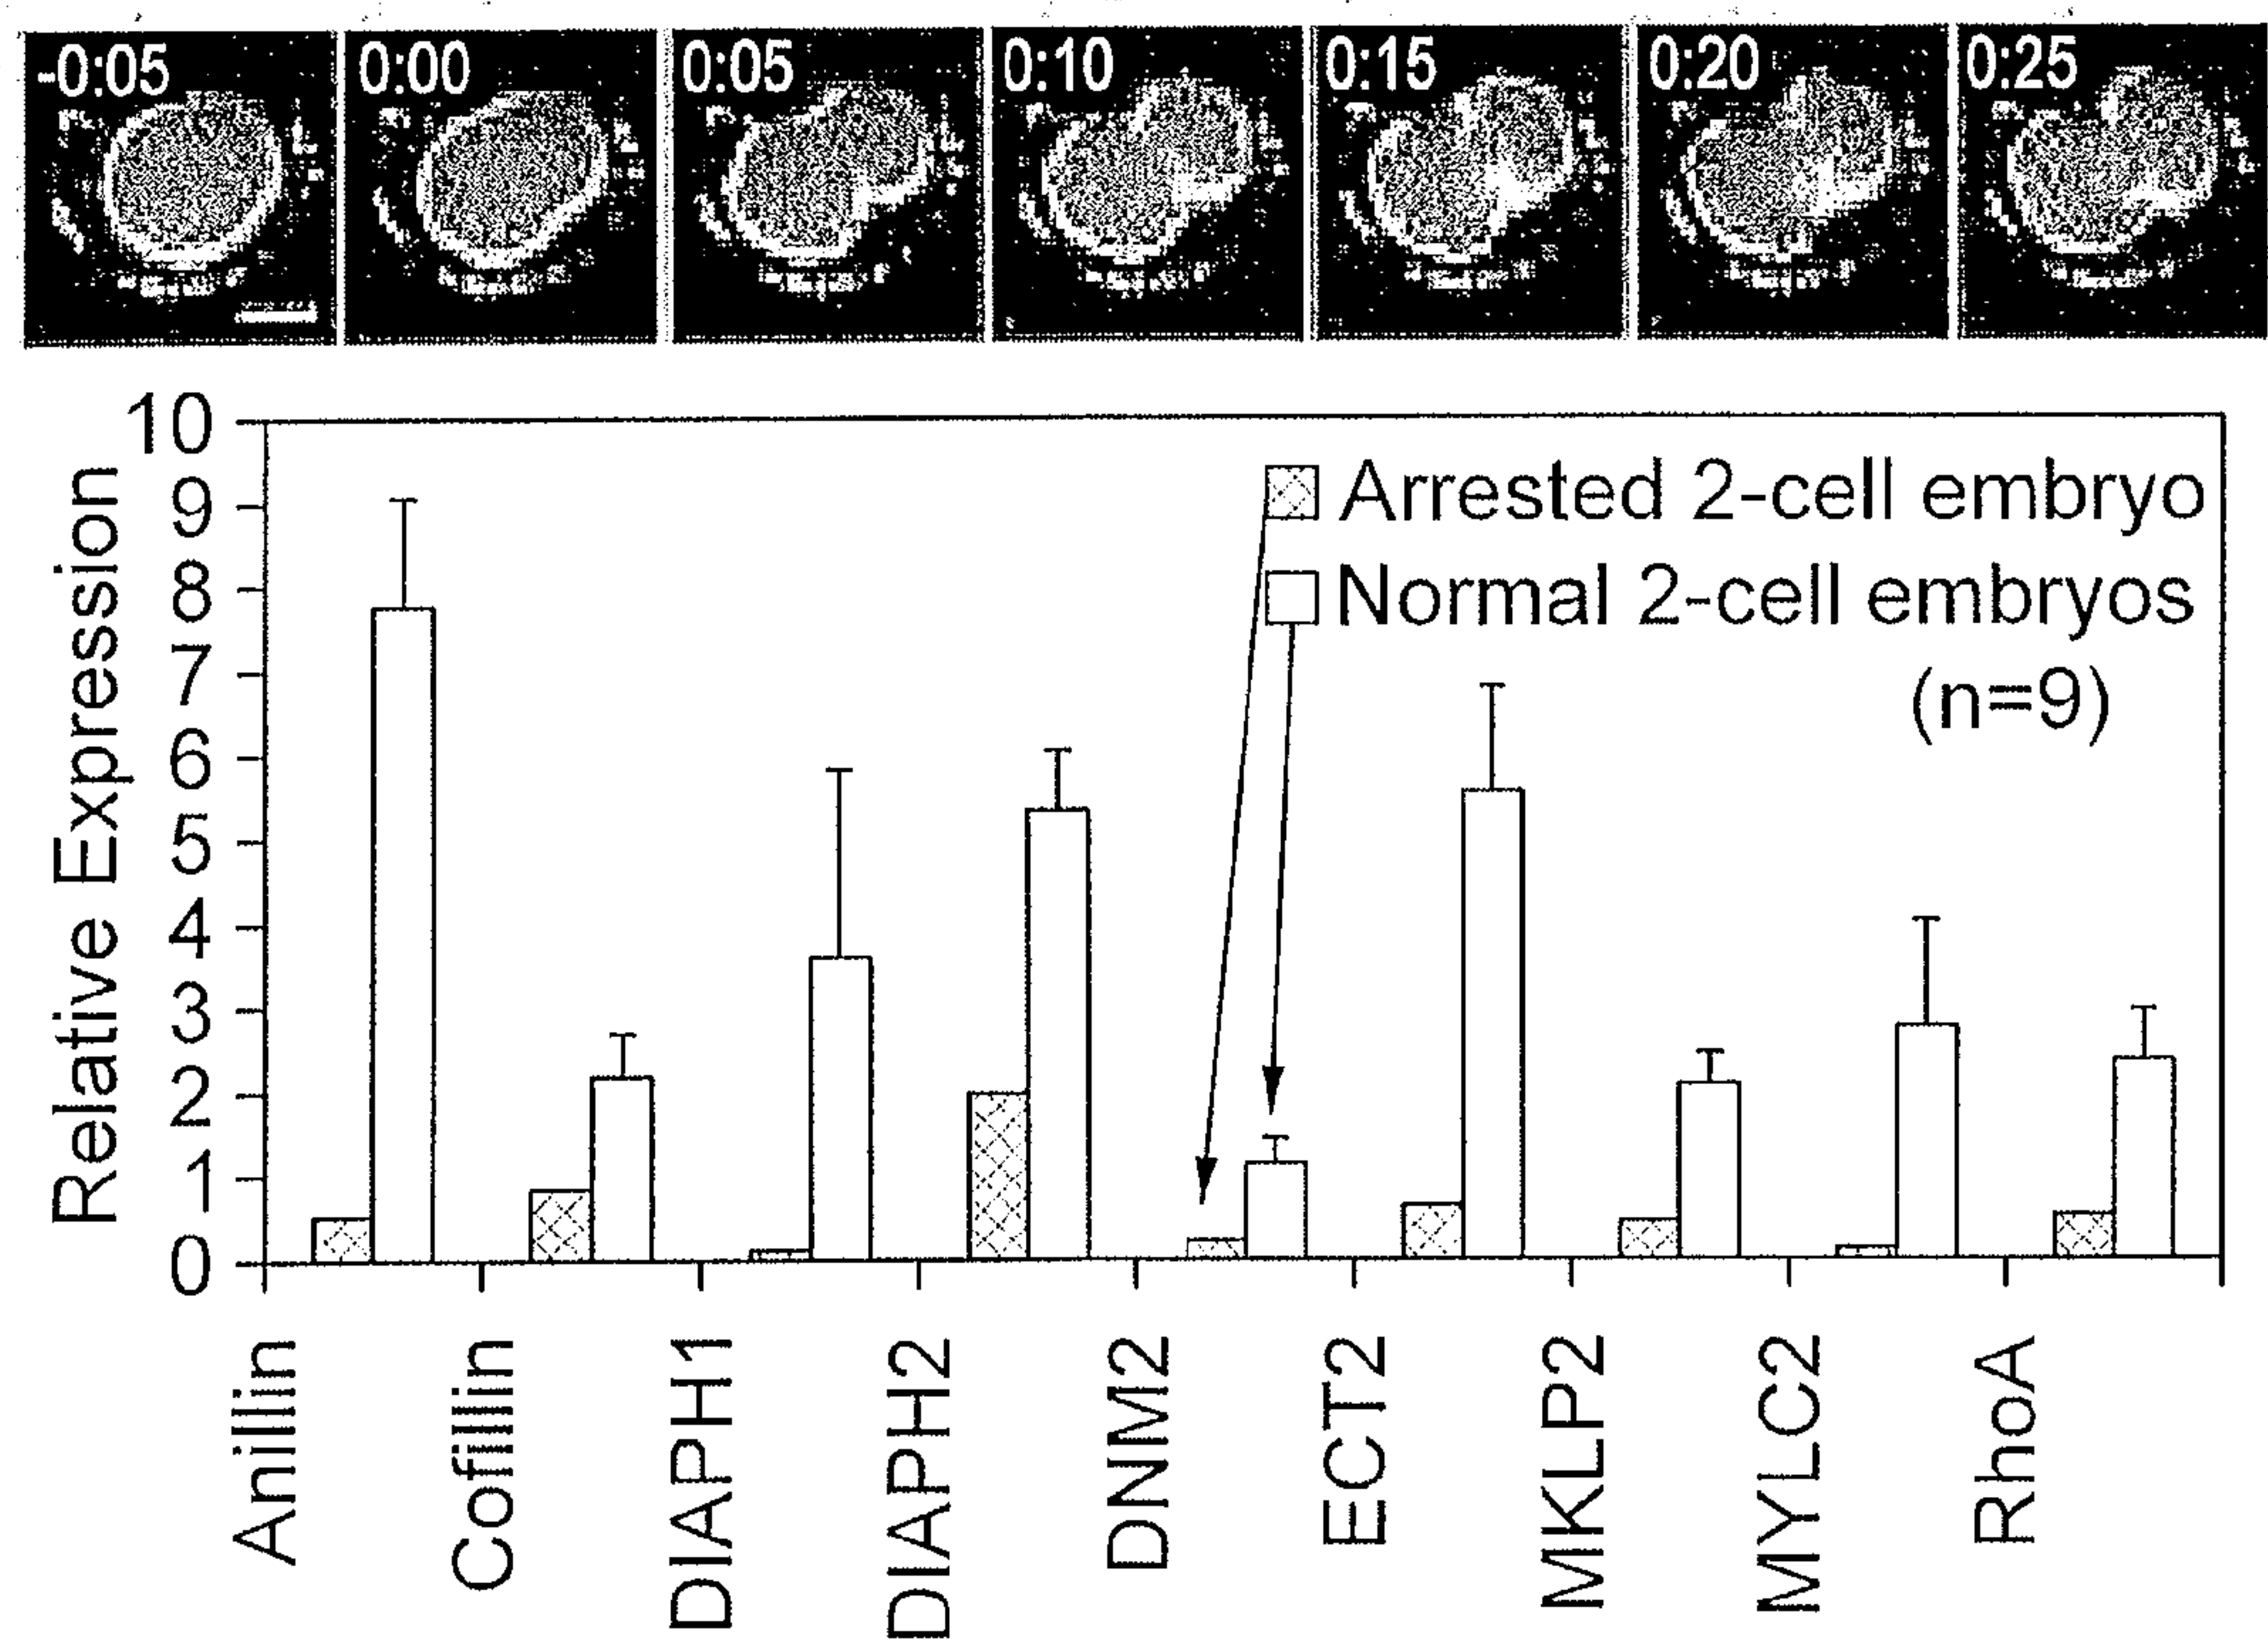 -0:05 0:00 0:05 0:10 0:15 0:20 0:25
10
9
8
7
6
5
4
3
2
1
0
Relative Expression
Arrested 2-cell embryo
Normal 2-cell embryos
(n=9)
Anillin
Cofillin
DIAPH1
DIAPH2
DNM2
ECT2
MKLP2
MYLC2
RhoA